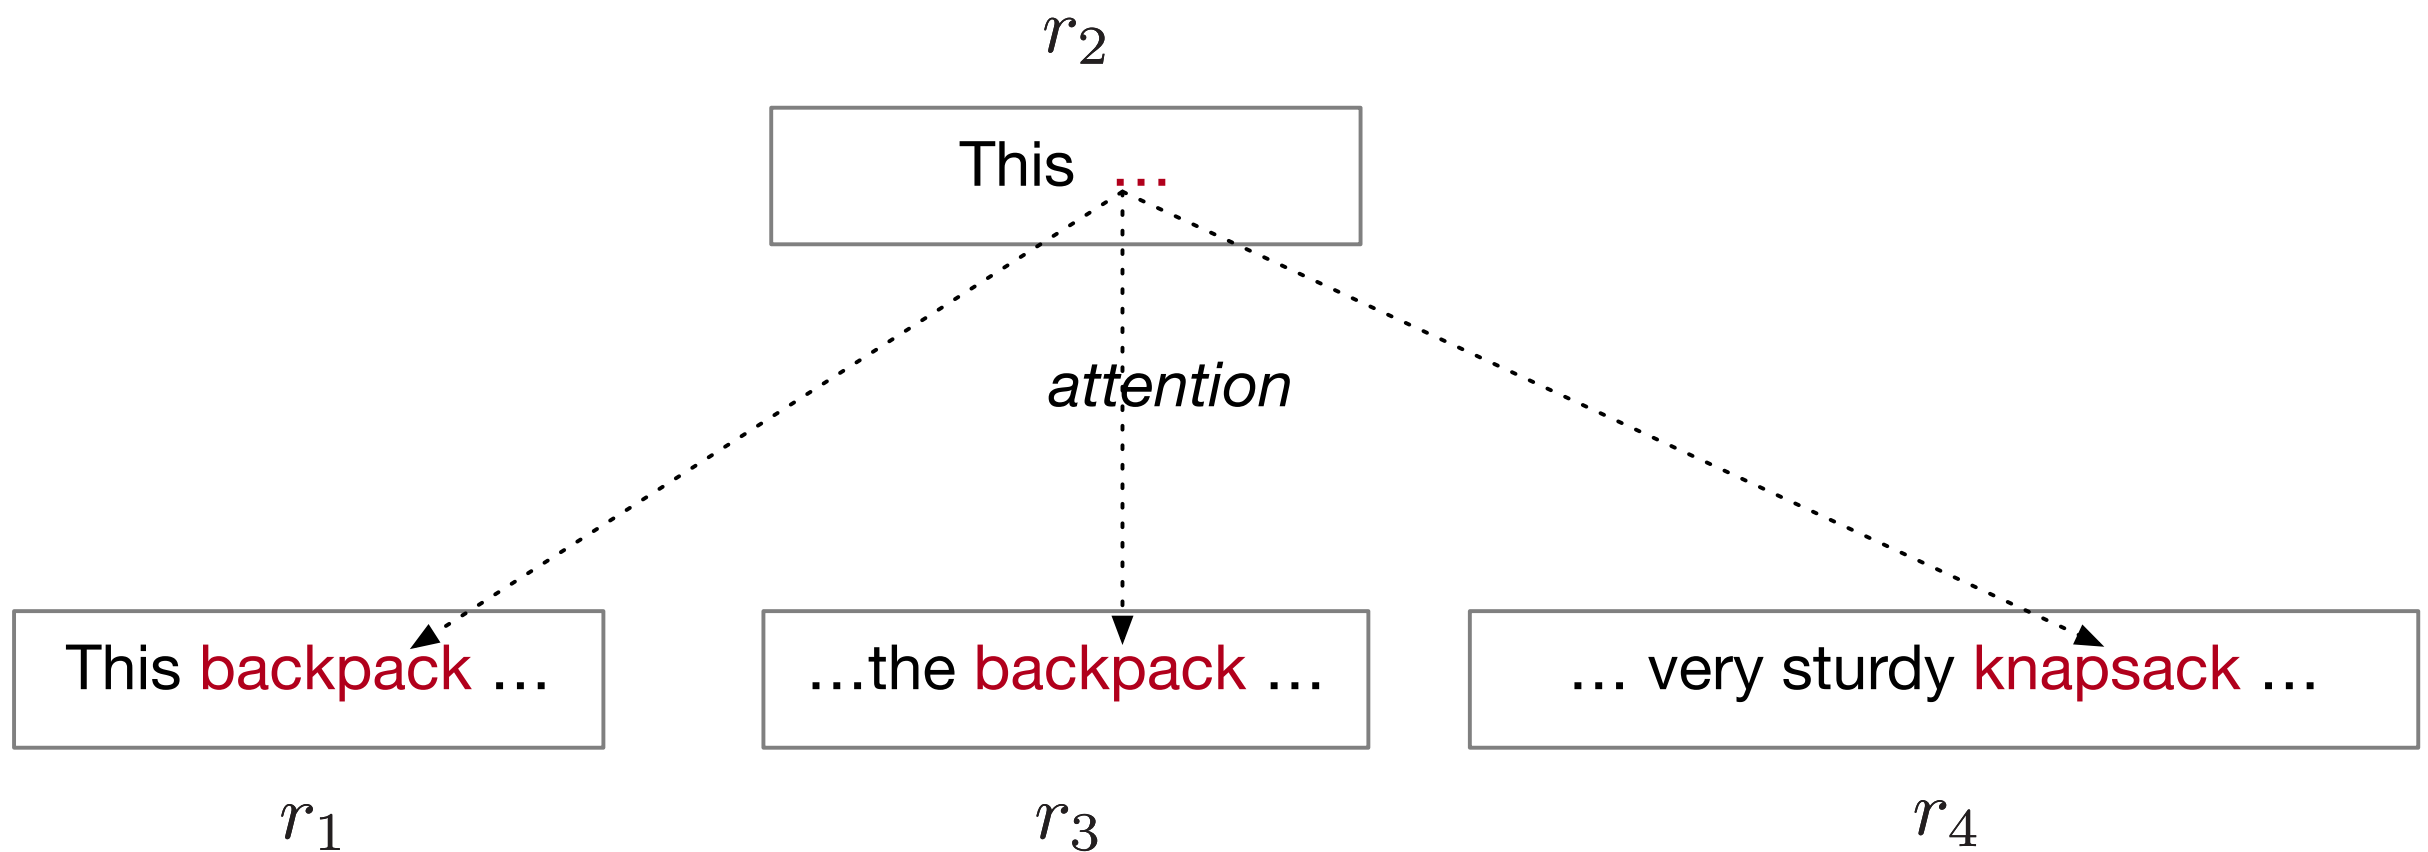 r2
This ...
attention
This backpack ...
...the backpack ...
... very sturdy knapsack ...
r1
r3
r4